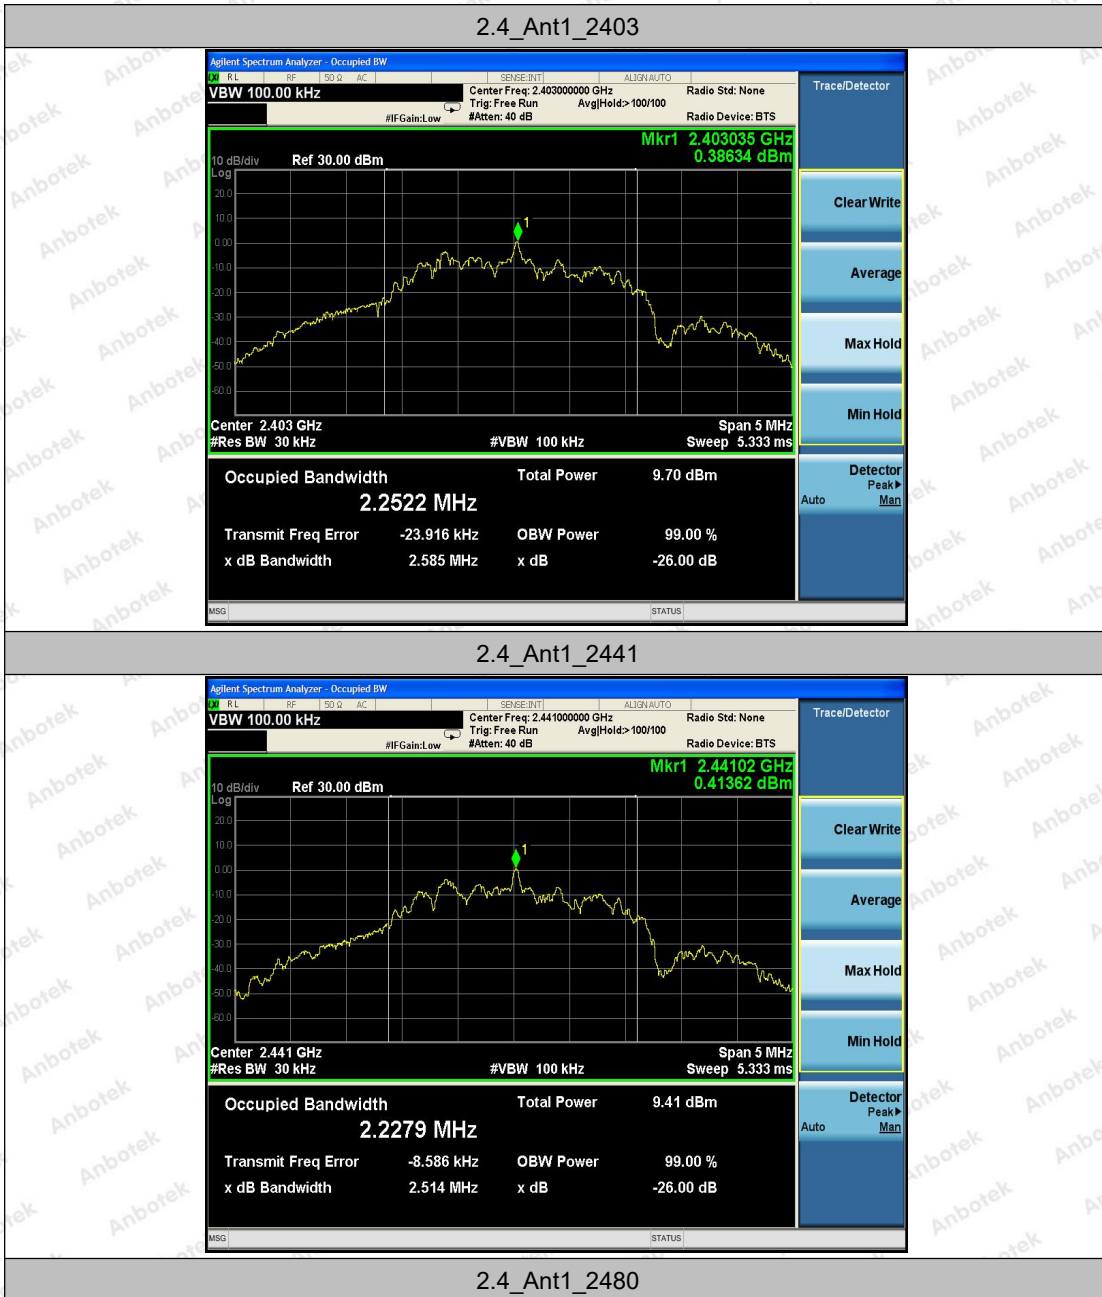 2.4_Ant1_2403
Agilent Spectrum Analyzer - Occupied BW
RL RF 50 Ω AC SENSE:INT ALIGN AUTO
VBW 100.00 kHz
Center Freq: 2.403000000 GHz
Radio Std: None
Trig: Free Run Avg|Hold:>100/100
#IFGain:Low #Atten: 40 dB Radio Device: BTS
Trace/Detector
Mkr1 2.403035 GHz
0.38634 dBm
10 dB/div Ref 30.00 dBm
Log
20.0
10.0
0.00
-10.0
-20.0
-30.0
-40.0
-50.0
-60.0
1
Center 2.403 GHz Span 5 MHz
#Res BW 30 kHz #VBW 100 kHz Sweep 5.333 ms
Clear Write
Average
Max Hold
Min Hold
Detector
Peak▶
Auto Man
Occupied Bandwidth Total Power 9.70 dBm
2.2522 MHz
Transmit Freq Error -23.916 kHz OBW Power 99.00 %
x dB Bandwidth 2.585 MHz x dB -26.00 dB
MSG STATUS
2.4_Ant1_2441
Agilent Spectrum Analyzer - Occupied BW
RL RF 50 Ω AC SENSE:INT ALIGN AUTO
VBW 100.00 kHz
Center Freq: 2.441000000 GHz
Radio Std: None
Trig: Free Run Avg|Hold:>100/100
#IFGain:Low #Atten: 40 dB Radio Device: BTS
Trace/Detector
Mkr1 2.44102 GHz
0.41362 dBm
10 dB/div Ref 30.00 dBm
Log
20.0
10.0
0.00
-10.0
-20.0
-30.0
-40.0
-50.0
-60.0
1
Center 2.441 GHz Span 5 MHz
#Res BW 30 kHz #VBW 100 kHz Sweep 5.333 ms
Clear Write
Average
Max Hold
Min Hold
Detector
Peak▶
Auto Man
Occupied Bandwidth Total Power 9.41 dBm
2.2279 MHz
Transmit Freq Error -8.586 kHz OBW Power 99.00 %
x dB Bandwidth 2.514 MHz x dB -26.00 dB
MSG STATUS
2.4_Ant1_2480